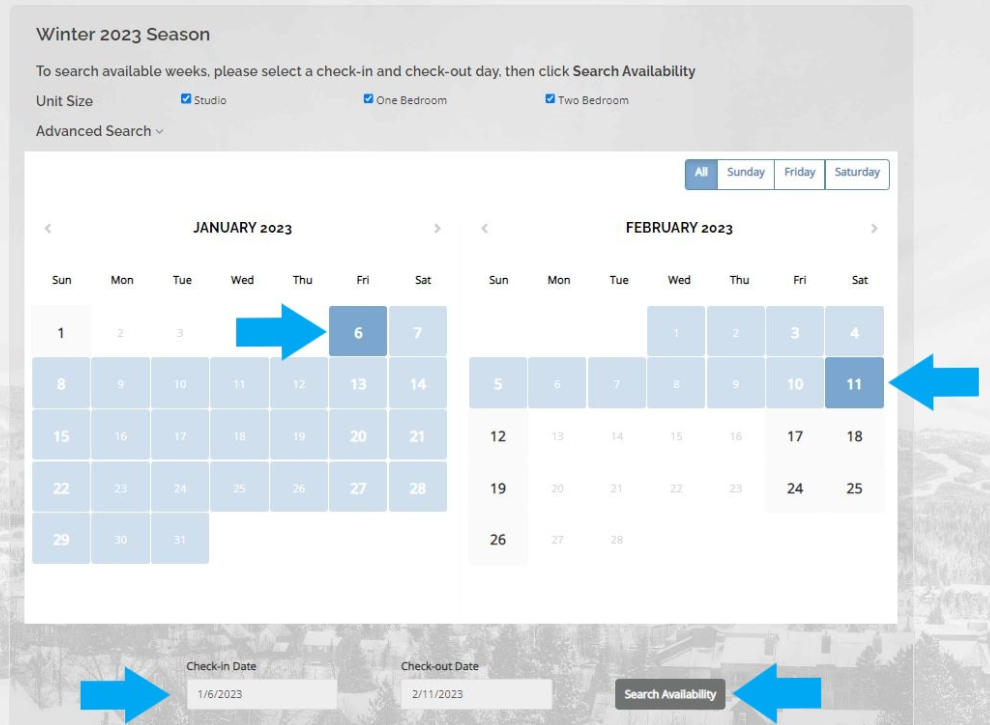 Winter 2023 Season
To search available weeks, please select a check-in and check-out day, then click Search Availability
Unit Size Studio One Bedroom Two Bedroom
Advanced Search
All Sunday Friday Saturday
JANUARY 2023
Sun Mon Tue Wed Thu Fri Sat
1 2 3 6 7
8 9 10 11 12 13 14
15 16 17 18 19 20 21
22 23 24 25 26 27 28
29 30 31
FEBRUARY 2023
Sun Mon Tue Wed Thu Fri Sat
1 2 3 4
5 6 7 8 9 10 11
12 13 14 15 16 17 18
19 20 21 22 23 24 25
26 27 28
Check-in Date Check-out Date
1/6/2023 2/11/2023 Search Availability